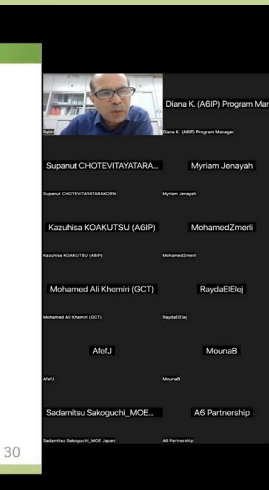 Diana K. (A6IP) Program Mar
Diana K. (A6IP) Program Manager
Supanut CHOTEVITAYATARA...
Myriam Jenayah
Supanut CHOTEVITAYATARAKORN
Myriam Jenayah
Kazuhisa KOAKUTSU (A6IP)
MohamedZmerli
Kazuhisa KOAKUTSU (A6IP)
MohamedZmerli
Mohamed Ali Khemiri (GCT)
RaydaElElej
Mohamed Ali Khemiri (GCT)
RaydaElElej
AfefJ
MounaB
AfefJ
MounaB
Sadamitsu Sakoguchi_MOE...
A6 Partnership
Sadamitsu Sakoguchi_MOE Japan
A6 Partnership
30